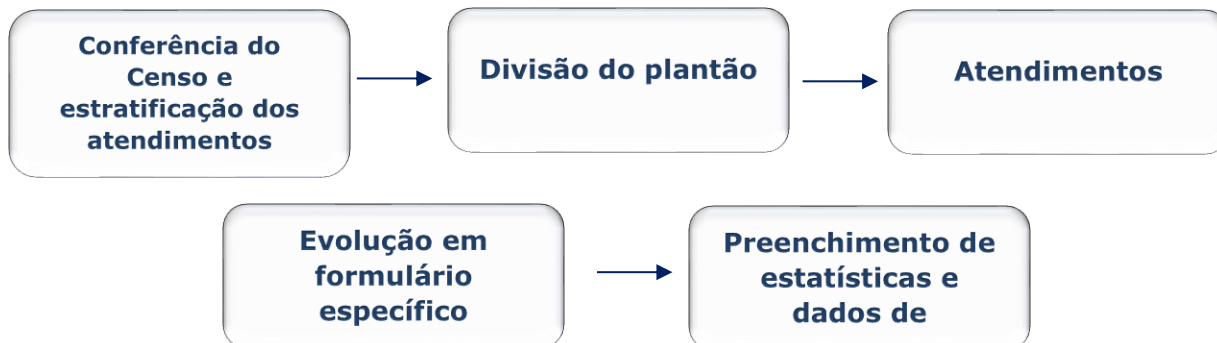 Conferência do
Censo e
estratificação dos
atendimentos
Divisão do plantão
Atendimentos
Evolução em
formulário
específico
Preenchimento de
estatísticas e
dados de